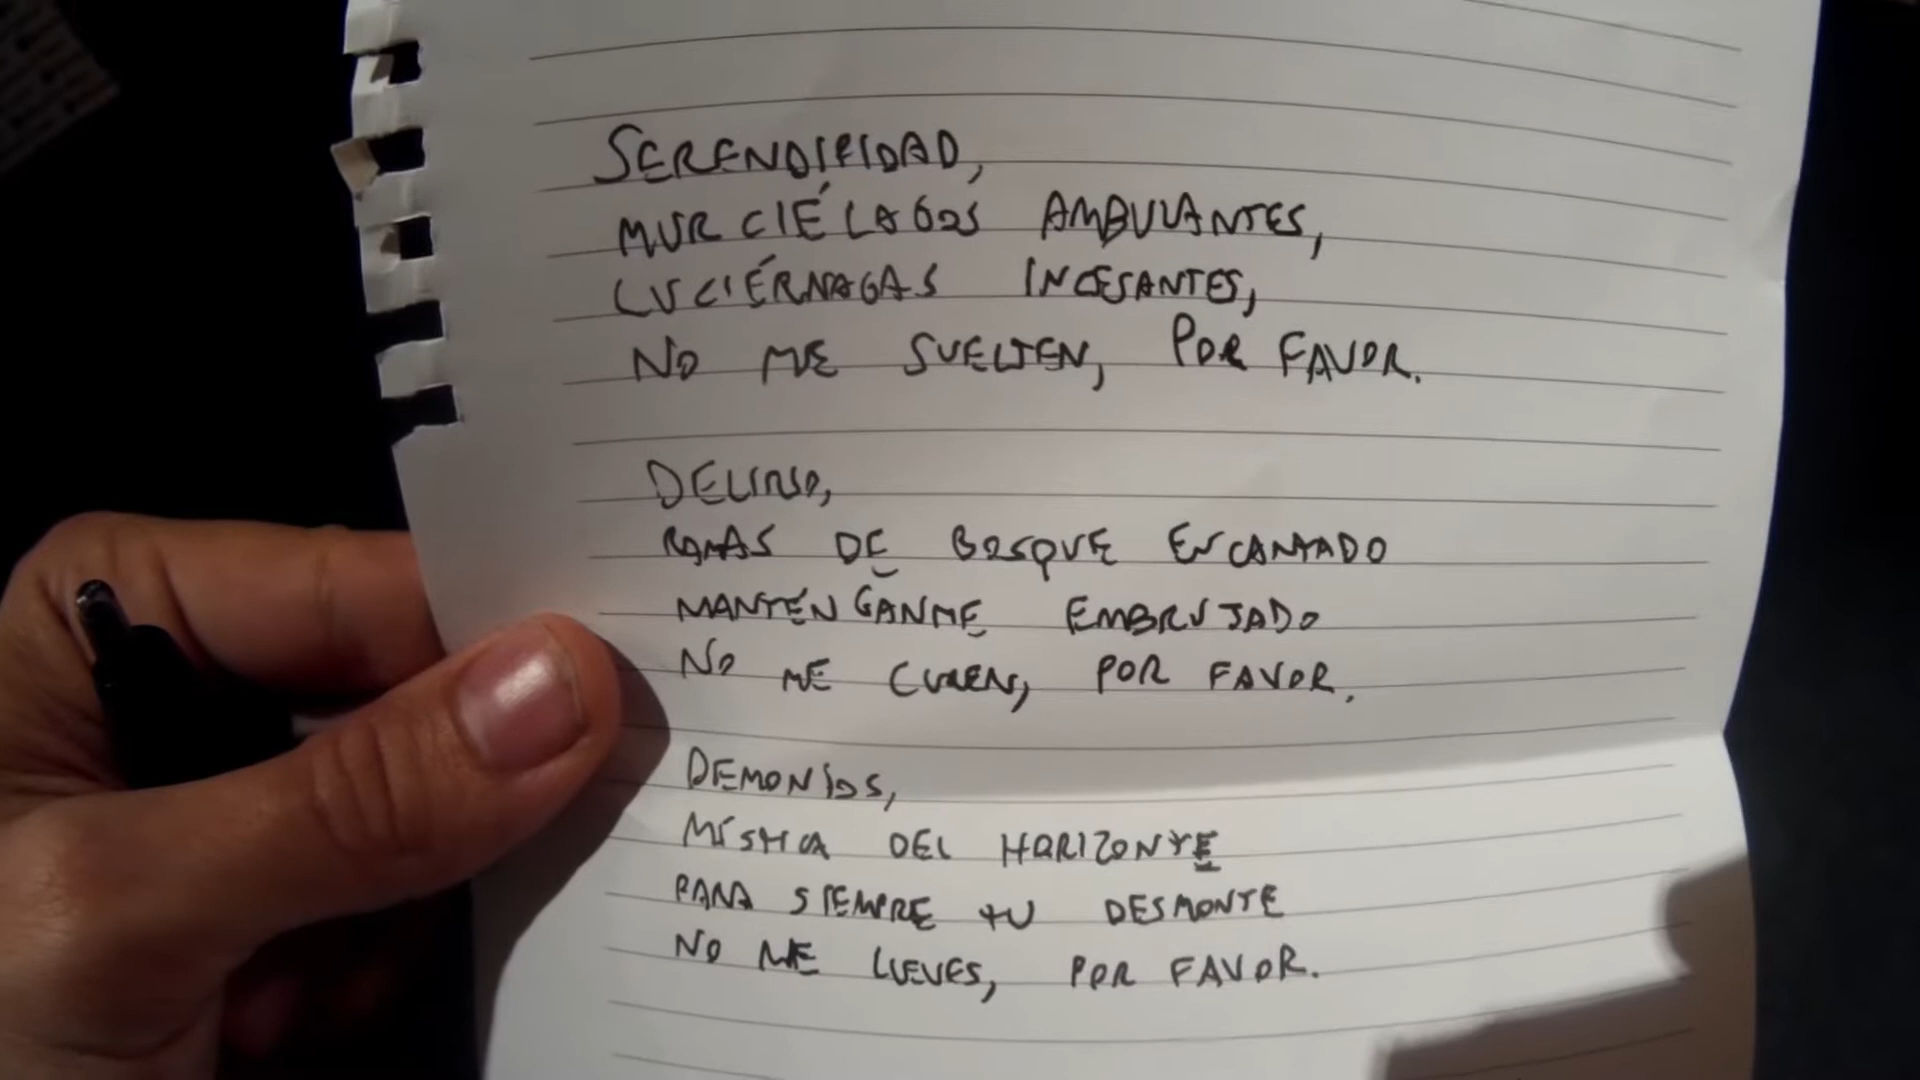 SERENDIPIDAD,
MURCIÉLAGOS AMBULANTES,
LUCIÉRNAGAS INCESANTES,
NO ME SUELTEN, POR FAVOR.
DELIRIO,
RAMAS DE BOSQUE ENCANTADO
MANTÉNGANME EMBRUJADO
NO ME CUREN, POR FAVOR.
DEMONIOS,
MÍSTICA DEL HORIZONTE
PARA SIEMPRE TU DESMONTE
NO ME LLEVES, POR FAVOR.